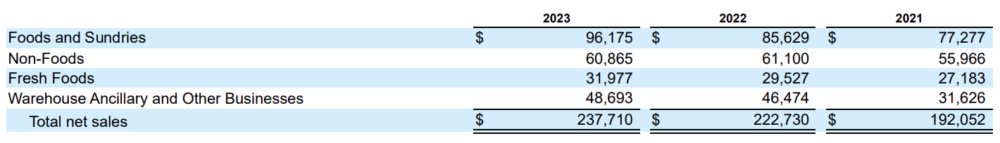 2023 2022 2021
Foods and Sundries $ 96,175 $ 85,629 $ 77,277
Non-Foods 60,865 61,100 55,966
Fresh Foods 31,977 29,527 27,183
Warehouse Ancillary and Other Businesses 48,693 46,474 31,626
Total net sales $ 237,710 $ 222,730 $ 192,052